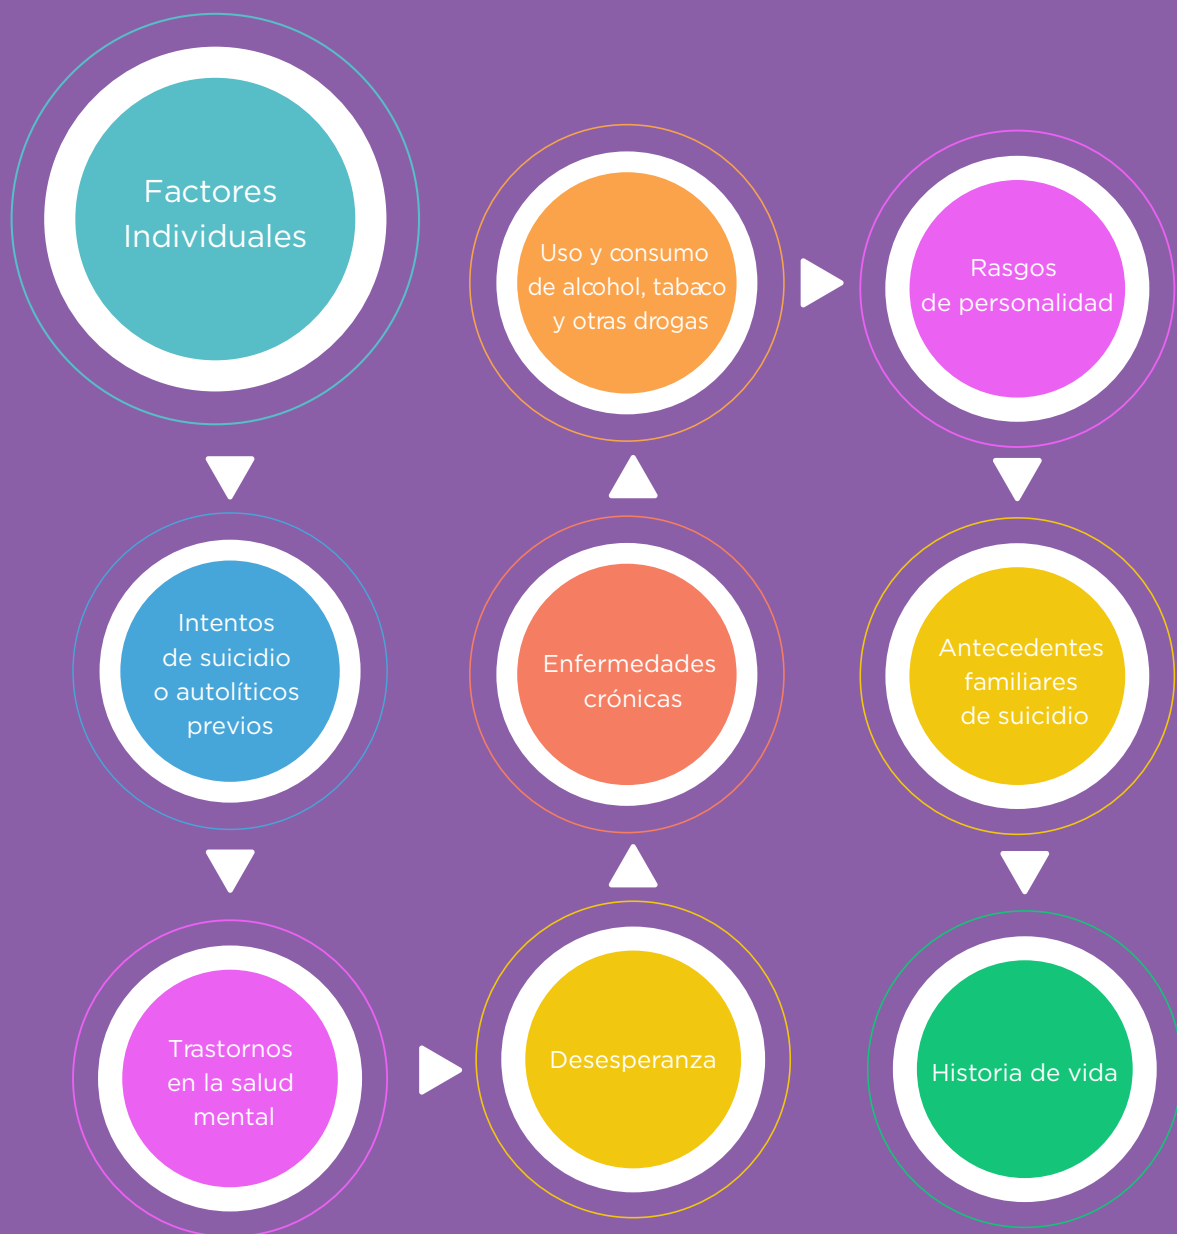 Factores
Individuales
Intentos
de suicidio
o autolíticos
previos
Trastornos
en la salud
mental
Desesperanza
Enfermedades
crónicas
Uso y consumo
de alcohol, tabaco
y otras drogas
Rasgos
de personalidad
Antecedentes
familiares
de suicidio
Historia de vida